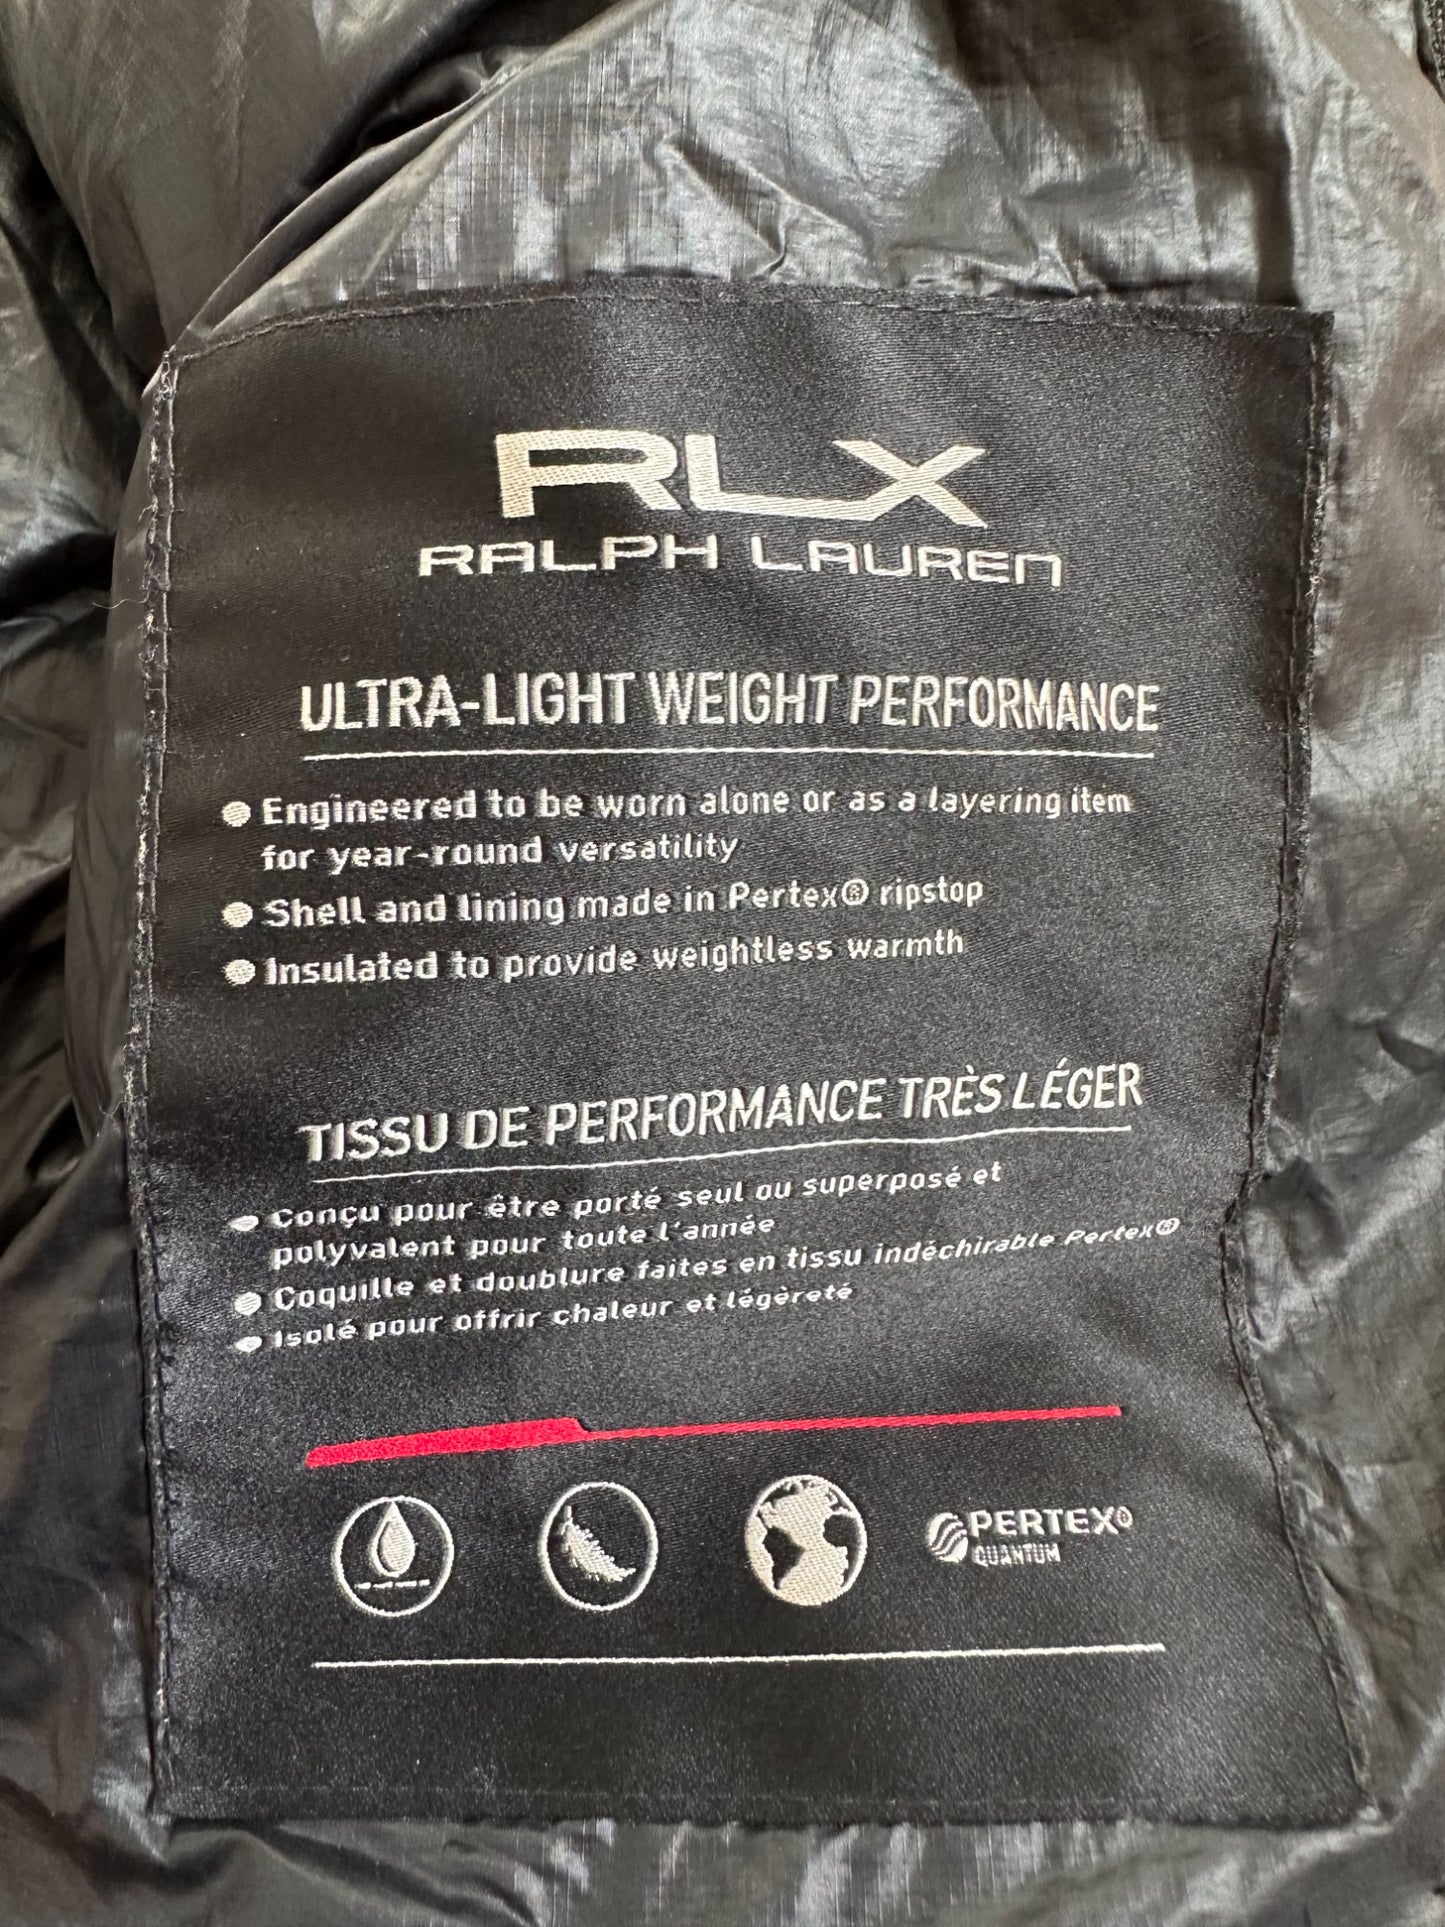 RLX
RALPH LAUREN
ULTRA-LIGHT WEIGHT PERFORMANCE
● Engineered to be worn alone or as a layering item
for year-round versatility
● Shell and lining made in Pertex® ripstop
● Insulated to provide weightless warmth
TISSU DE PERFORMANCE TRÈS LÉGER
● Conçu pour être porté seul ou superposé et
polyvalent pour toute l'année
● Coquille et doublure faites en tissu indéchirable Pertex®
● Isolé pour offrir chaleur et légèreté
PERTEX®
QUANTUM